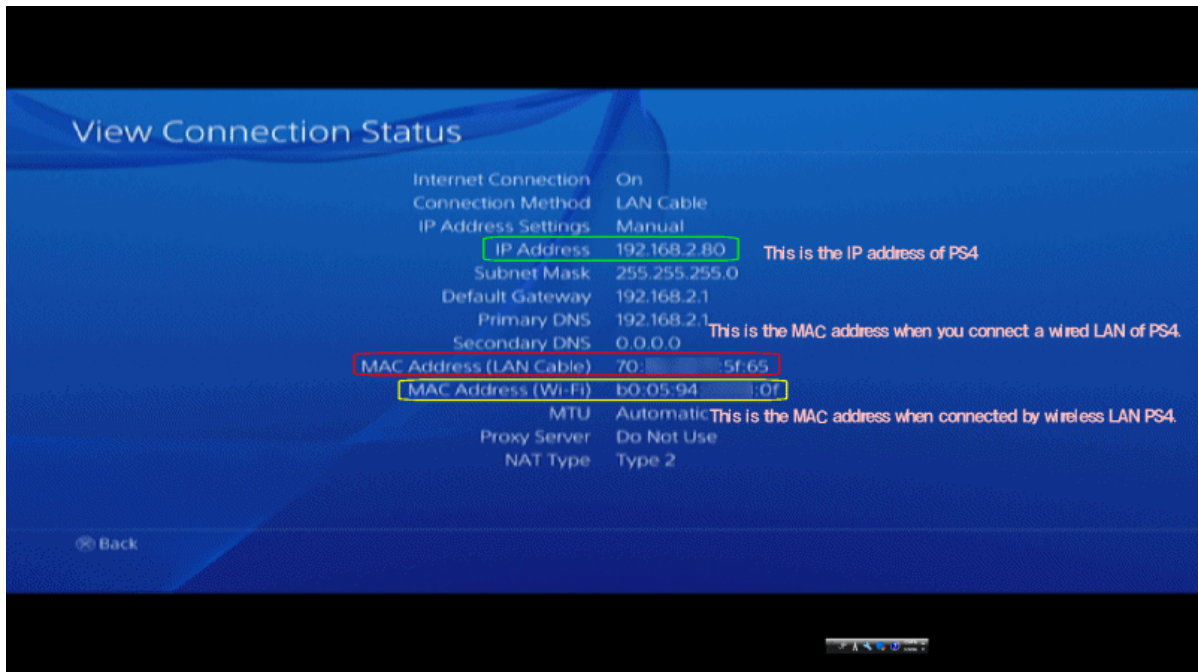 View Connection Status
Internet Connection On
Connection Method LAN Cable
IP Address Settings Manual
IP Address 192.168.2.80 This is the IP address of PS4
Subnet Mask 255.255.255.0
Default Gateway 192.168.2.1
Primary DNS 192.168.2.1
This is the MAC address when you connect a wired LAN of PS4.
Secondary DNS 0.0.0.0
MAC Address (LAN Cable) 70: :5f:65
MAC Address (Wi-Fi) b0:05:94 :0f
MTU Automatic This is the MAC address when connected by wireless LAN PS4.
Proxy Server Do Not Use
NAT Type Type 2
Back